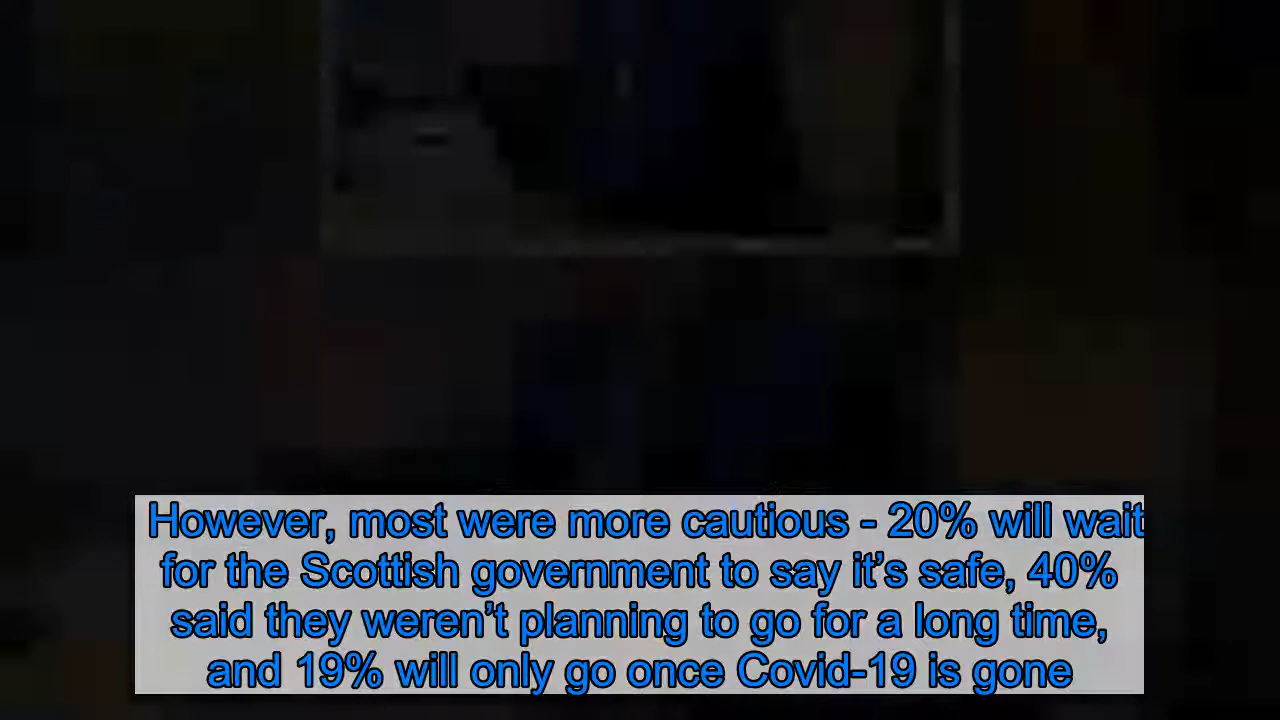 However, most were more cautious - 20% will wait
for the Scottish government to say it’s safe, 40%
said they weren’t planning to go for a long time,
and 19% will only go once Covid-19 is gone